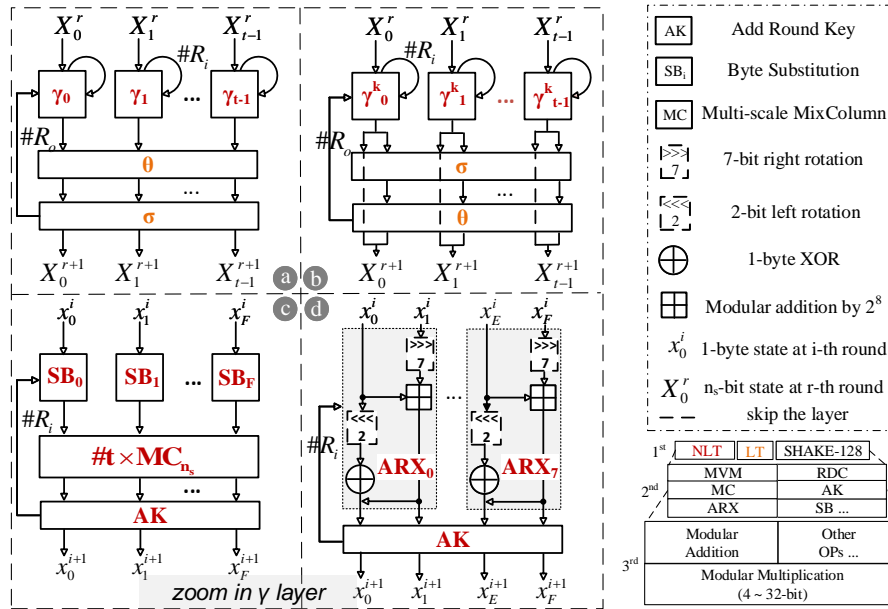 X_0^r X_1^r X_{t-1}^r
#R_i
γ_0 γ_1 ... γ_{t-1}
#R_o
θ
...
σ
X_0^{r+1} X_1^{r+1} X_{t-1}^{r+1}
a
X_0^r X_1^r X_{t-1}^r
#R_i
γ^k_0 γ^k_1 ... γ^k_{t-1}
#R_o
σ
...
θ
X_0^{r+1} X_1^{r+1} X_{t-1}^{r+1}
b
c
x_0^i x_1^i x_F^i
SB_0 SB_1 ... SB_F
#R_i
#t×MC_{n_s}
...
AK
x_0^{i+1} x_1^{i+1} x_F^{i+1}
d
x_0^i x_1^i x_E^i x_F^i
>>> 7 >>> 7
...
<<< 2 <<< 2
#R_i
ARX_0 ARX_7
AK
x_0^{i+1} x_1^{i+1} x_E^{i+1} x_F^{i+1}
zoom in γ layer
AK Add Round Key
SB_i Byte Substitution
MC Multi-scale MixColumn
>>> 7 7-bit right rotation
<<< 2 2-bit left rotation
1-byte XOR
Modular addition by 2^8
x_0^i 1-byte state at i-th round
X_0^r n_s-bit state at r-th round
skip the layer
1st NLT LT SHAKE-128
2nd
MVM RDC
MC AK
ARX SB ...
3rd
Modular Addition
Other OPs ...
Modular Multiplication
(4 ~ 32-bit)